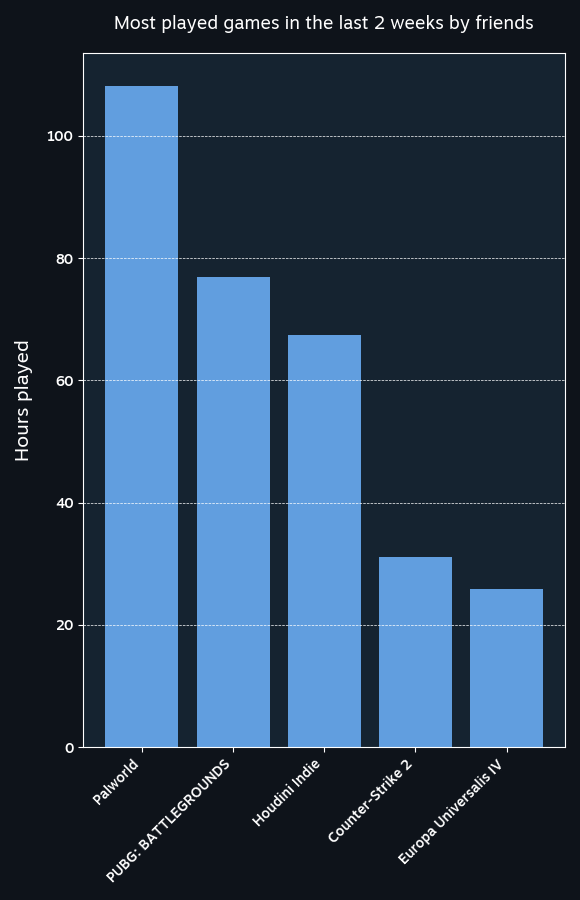 Most played games in the last 2 weeks by friends
Hours played
100
80
60
40
20
0
Palworld
PUBG: BATTLEGROUNDS
Houdini Indie
Counter-Strike 2
Europa Universalis IV